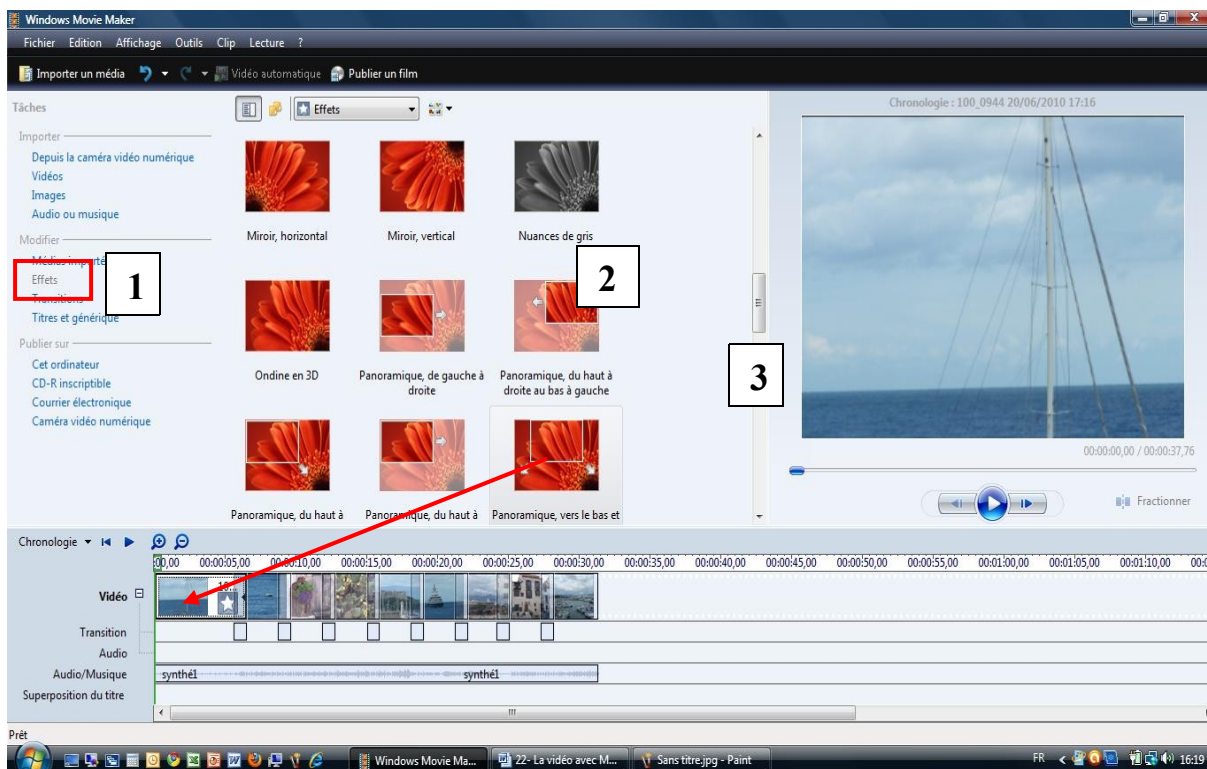 Windows Movie Maker
Fichier Edition Affichage Outils Clip Lecture ?
Importer un média Vidéo automatique Publier un film
Tâches
Importer
Depuis la caméra vidéo numérique
Vidéos
Images
Audio ou musique
Modifier
Médias importé
Effets
Transitions
Titres et générique
Publier sur
Cet ordinateur
CD-R inscriptible
Courrier électronique
Caméra vidéo numérique
1
Effets
Miroir, horizontal
Miroir, vertical
Nuances de gris
2
Ondine en 3D
Panoramique, de gauche à
droite
Panoramique, du haut à
droite au bas à gauche
3
Panoramique, du haut à
Panoramique, du haut à
Panoramique, vers le bas et
Chronologie : 100_0944 20/06/2010 17:16
00:00:00,00 / 00:00:37,76
Fractionner
Chronologie
00,00 00:00:05,00 00:00:10,00 00:00:15,00 00:00:20,00 00:00:25,00 00:00:30,00 00:00:35,00 00:00:40,00 00:00:45,00 00:00:50,00 00:00:55,00 00:01:00,00 00:01:05,00 00:01:10,00 00:
Vidéo
Transition
Audio
Audio/Musique synthé1 synthé1
Superposition du titre
Prêt
Windows Movie Ma... 22- La vidéo avec M... Sans titre.jpg - Paint FR 16:19